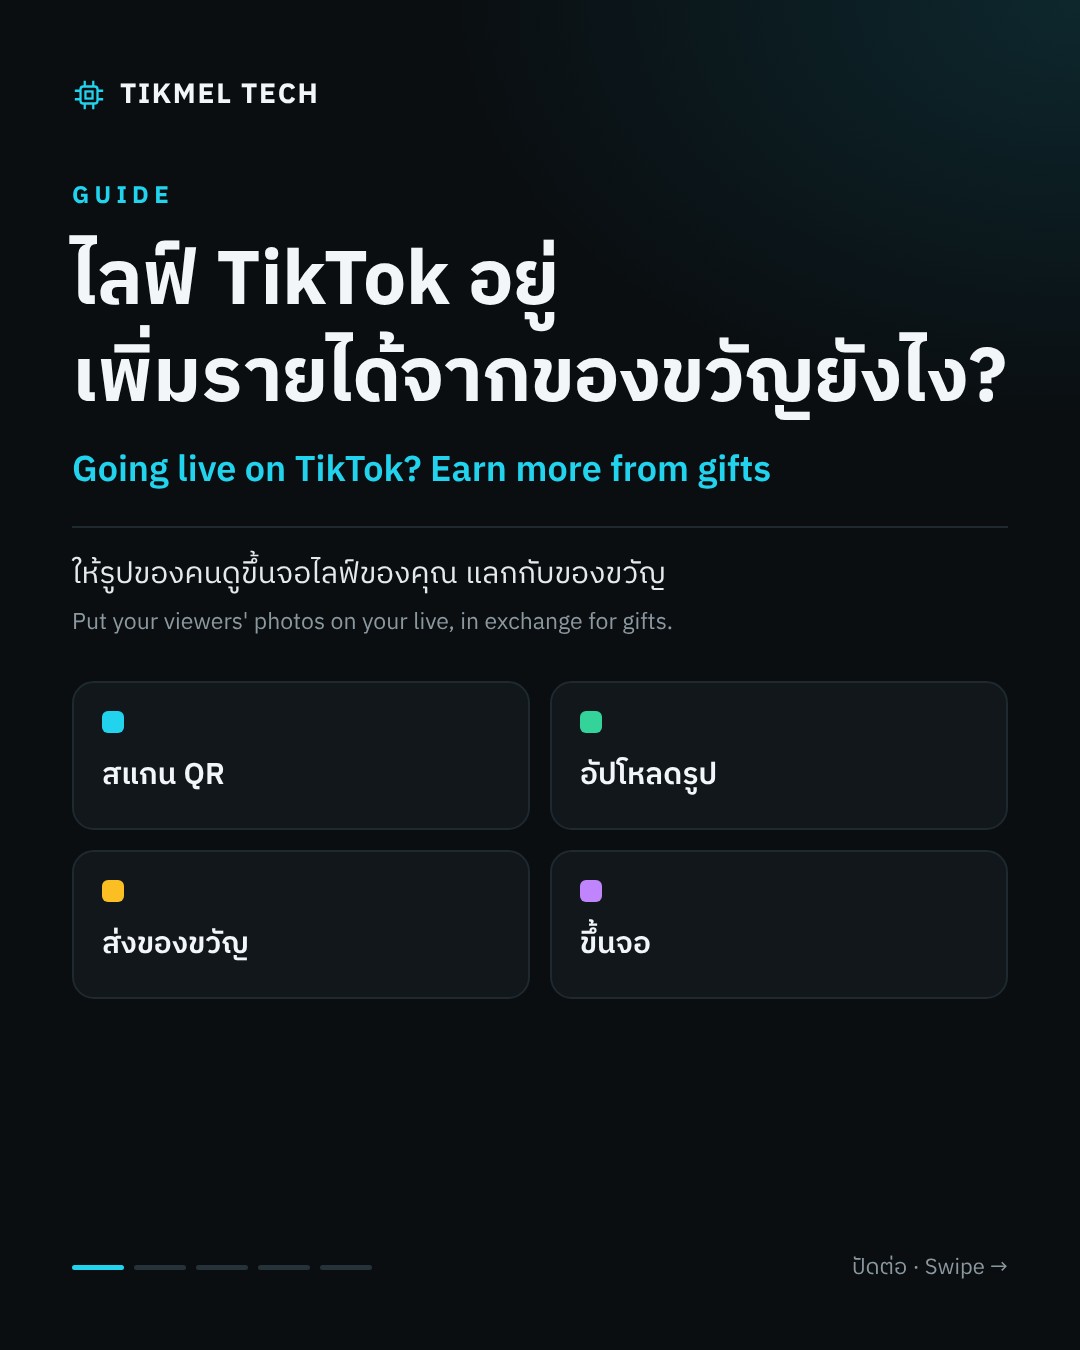 TIKMEL TECH
GUIDE
ไลฟ์ TikTok อยู่
เพิ่มรายได้จากของขวัญยังไง?
Going live on TikTok? Earn more from gifts
ให้รูปของคนดูขึ้นจอไลฟ์ของคุณ แลกกับของขวัญ
Put your viewers' photos on your live, in exchange for gifts.
สแกน QR
อัปโหลดรูป
ส่งของขวัญ
ขึ้นจอ
ปัดต่อ · Swipe →